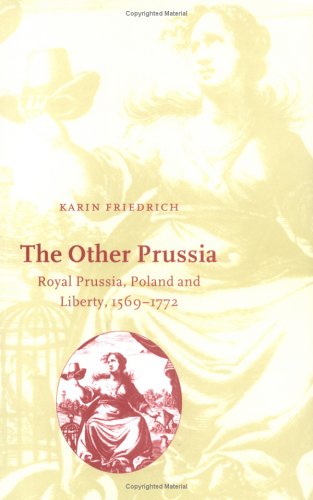 Copyrighted Material
KARIN FRIEDRICH
The Other Prussia
Royal Prussia, Poland and
Liberty, 1569–1772
Copyrighted Material